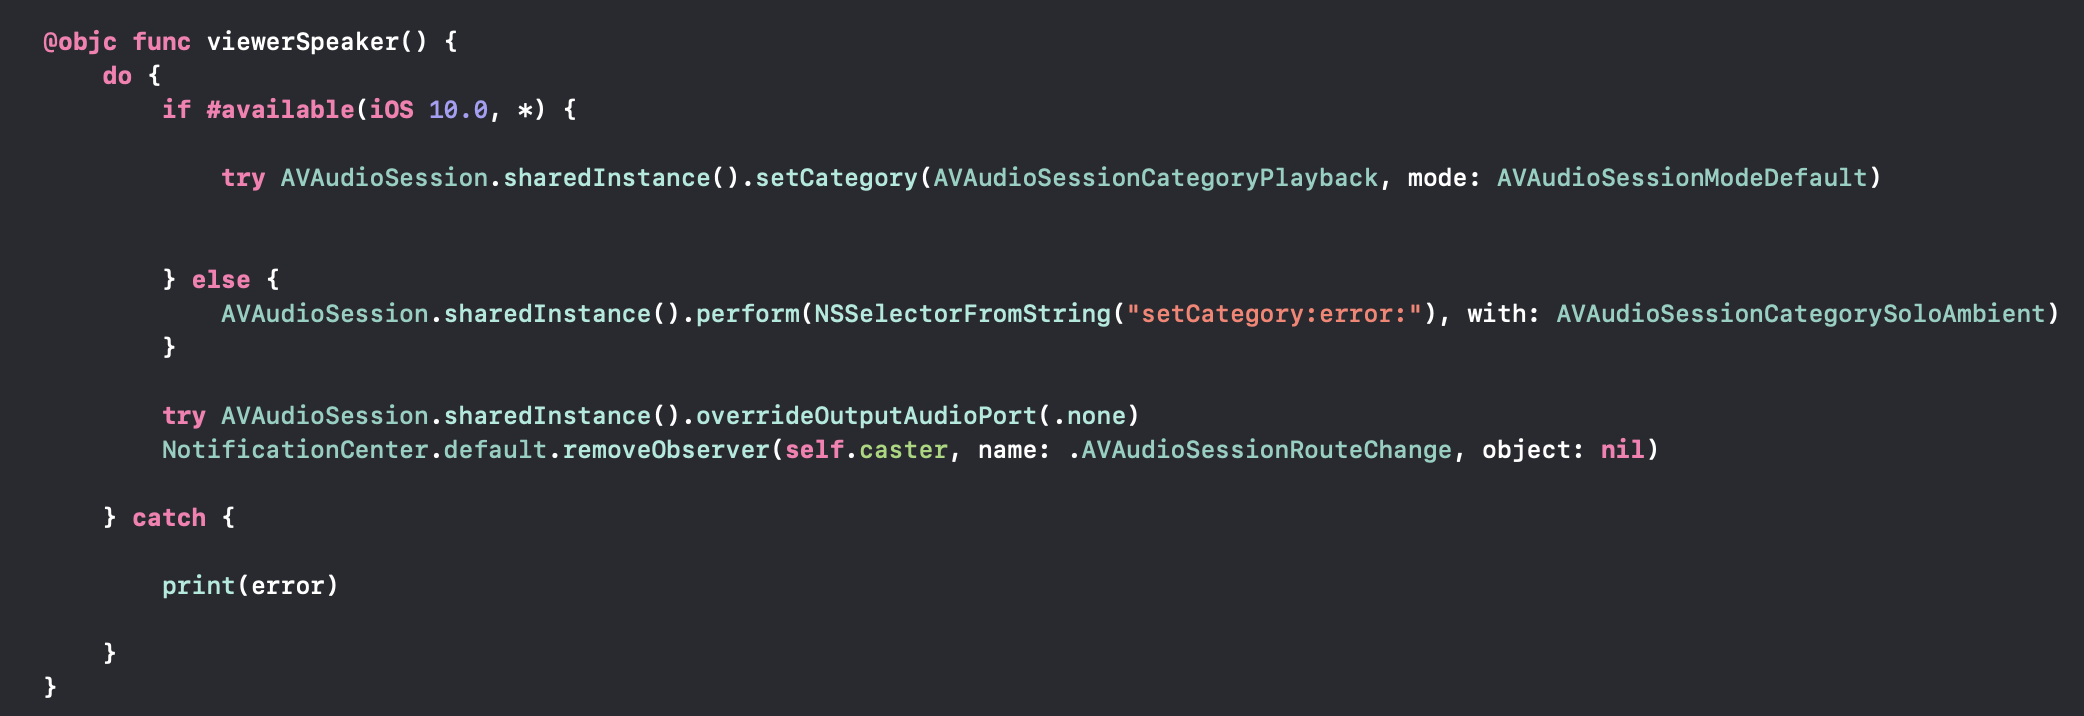 @objc func viewerSpeaker() {
    do {
        if #available(iOS 10.0, *) {
            try AVAudioSession.sharedInstance().setCategory(AVAudioSessionCategoryPlayback, mode: AVAudioSessionModeDefault)
        } else {
            AVAudioSession.sharedInstance().perform(NSSelectorFromString("setCategory:error:"), with: AVAudioSessionCategorySoloAmbient)
        }
        try AVAudioSession.sharedInstance().overrideOutputAudioPort(.none)
        NotificationCenter.default.removeObserver(self.caster, name: .AVAudioSessionRouteChange, object: nil)
    } catch {
        print(error)
    }
}